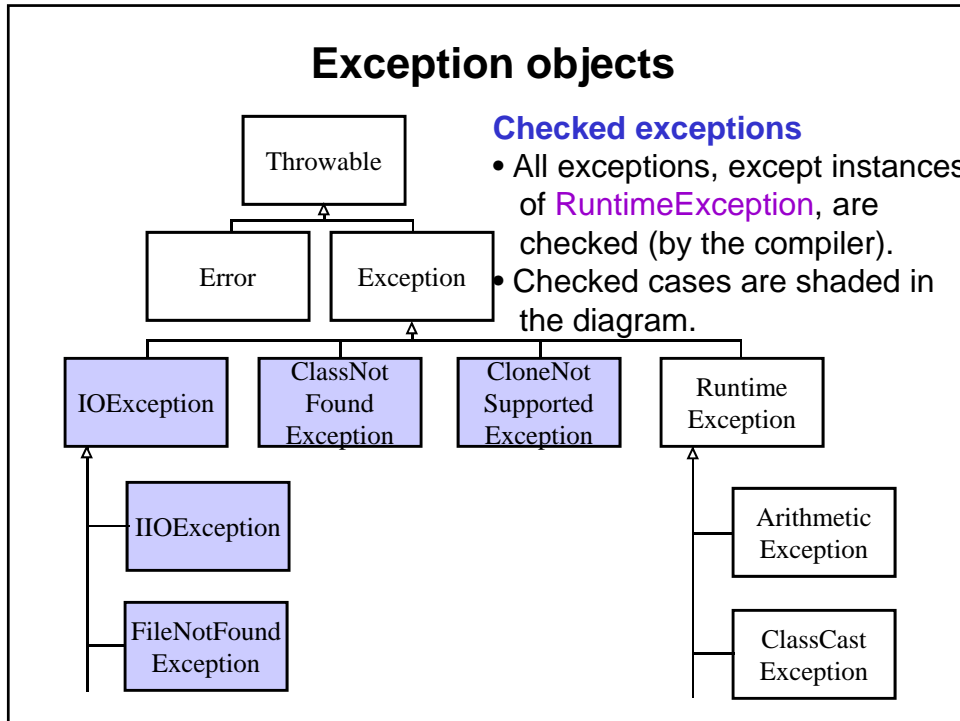 Exception objects
Checked exceptions
• All exceptions, except instances
of RuntimeException, are
checked (by the compiler).
• Checked cases are shaded in
the diagram.
Throwable
Error
Exception
IOException
ClassNot
Found
Exception
CloneNot
Supported
Exception
Runtime
Exception
IIOException
Arithmetic
Exception
FileNotFound
Exception
ClassCast
Exception